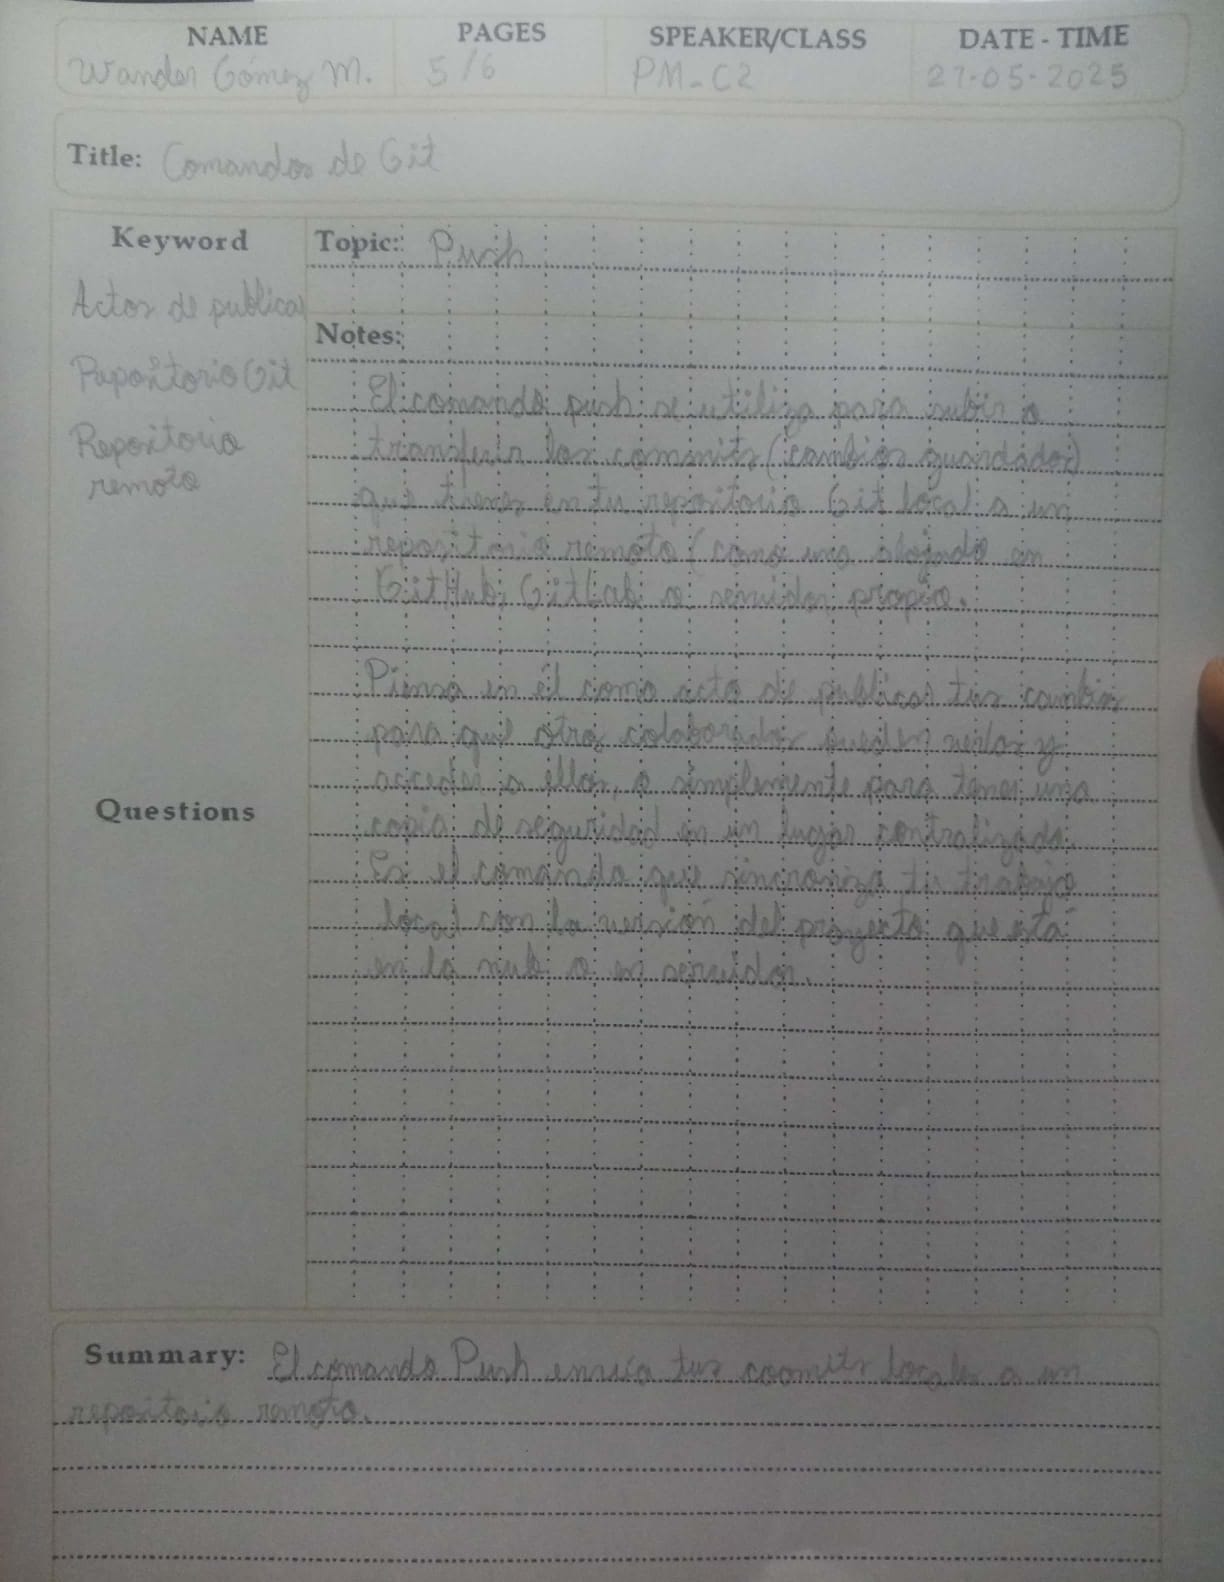 NAME PAGES SPEAKER/CLASS DATE - TIME
Wander Gómez M. 5/6 PM-C2 27-05-2025
Title: Comandos de Git
Keyword
Actos de publicar
Repositorio Git
Repositorio
remoto
Questions
Topic: Push
Notes:
El comando push se utiliza para subir o
transferir los commits (cambios guardados)
que tienes en tu repositorio Git local a un
repositorio remoto (como uno alojado en
GitHub, GitLab o servidor propio.
Piensa en él como acto de publicar tus cambios
para que otros colaboradores pueden verlos y
acceder a ellos, o simplemente para tener una
copia de seguridad en un lugar centralizado.
Es el comando que sincroniza tu trabajo
local con la versión del proyecto que está
en la nube o en servidor.
Summary: El comando Push envía tus coomits locales a un
repositorio remoto.